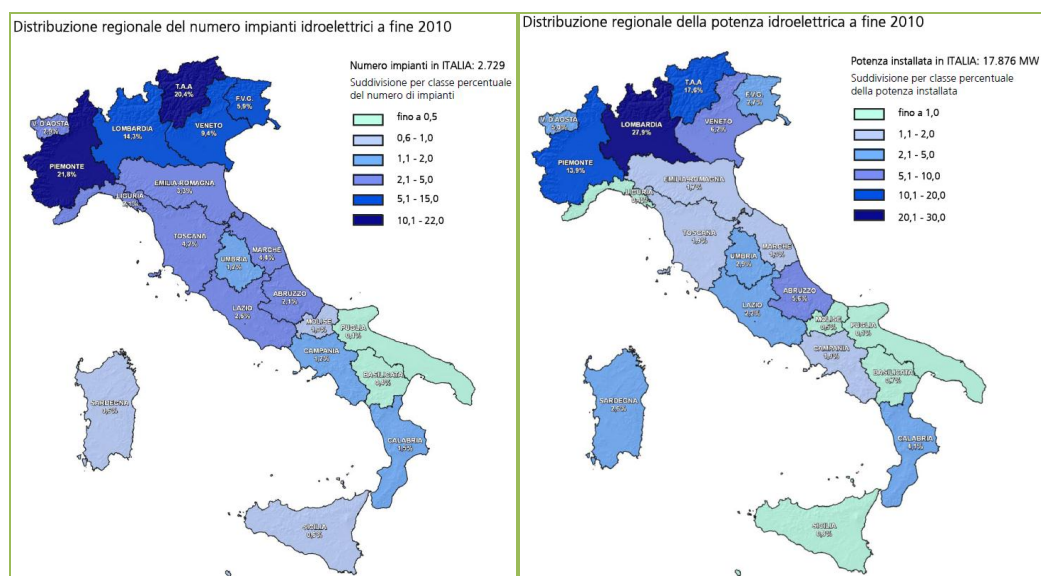 Distribuzione regionale del numero impianti idroelettrici a fine 2010
Numero impianti in ITALIA: 2.729
Suddivisione per classe percentuale
del numero di impianti
fino a 0,5
0,6 - 1,0
1,1 - 2,0
2,1 - 5,0
5,1 - 15,0
10,1 - 22,0
T.A.A
20,4%
F.V.G.
5,9%
V. D'AOSTA
LOMBARDIA
14,3%
VENETO
9,4%
PIEMONTE
21,8%
EMILIA ROMAGNA
LIGURIA
TOSCANA
4,2%
MARCHE
4,4%
UMBRIA
ABRUZZO
LAZIO
MOLISE
PUGLIA
CAMPANIA
BASILICATA
SARDEGNA
CALABRIA
SICILIA
Distribuzione regionale della potenza idroelettrica a fine 2010
Potenza installata in ITALIA: 17.876 MW
Suddivisione per classe percentuale
della potenza installata
fino a 1,0
1,1 - 2,0
2,1 - 5,0
5,1 - 10,0
10,1 - 20,0
20,1 - 30,0
T.A.A
17,6%
F.V.G.
V. D'AOSTA
LOMBARDIA
27,9%
VENETO
PIEMONTE
13,9%
EMILIA-ROMAGNA
LIGURIA
TOSCANA
MARCHE
UMBRIA
ABRUZZO
5,6%
LAZIO
MOLISE
PUGLIA
CAMPANIA
BASILICATA
SARDEGNA
CALABRIA
SICILIA